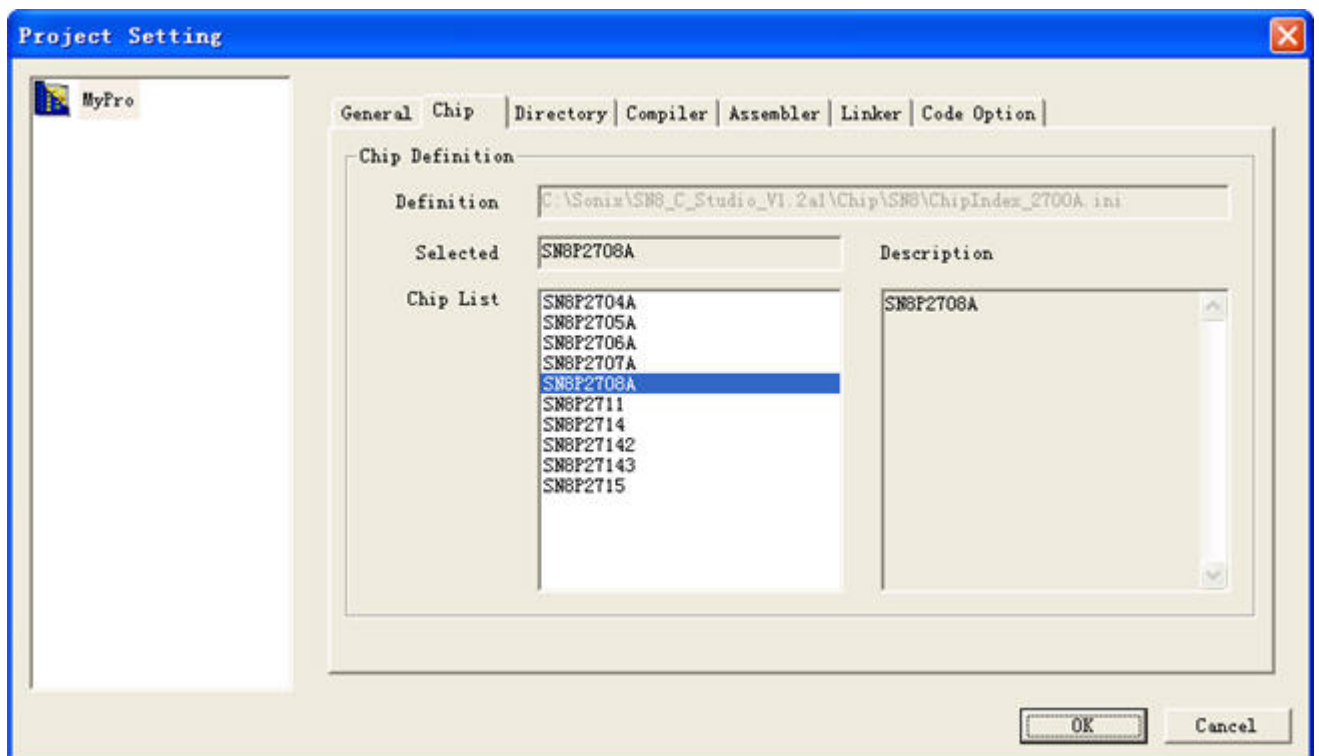 Project Setting
MyPro
General Chip Directory Compiler Assembler Linker Code Option
Chip Definition
Definition C:\Sonix\SN8_C_Studio_V1.2a1\Chip\SN8\ChipIndex_2700A.ini
Selected SN8P2708A Description
Chip List
SN8P2704A
SN8P2705A
SN8P2706A
SN8P2707A
SN8P2708A
SN8P2711
SN8P2714
SN8P27142
SN8P27143
SN8P2715
SN8P2708A
OK Cancel